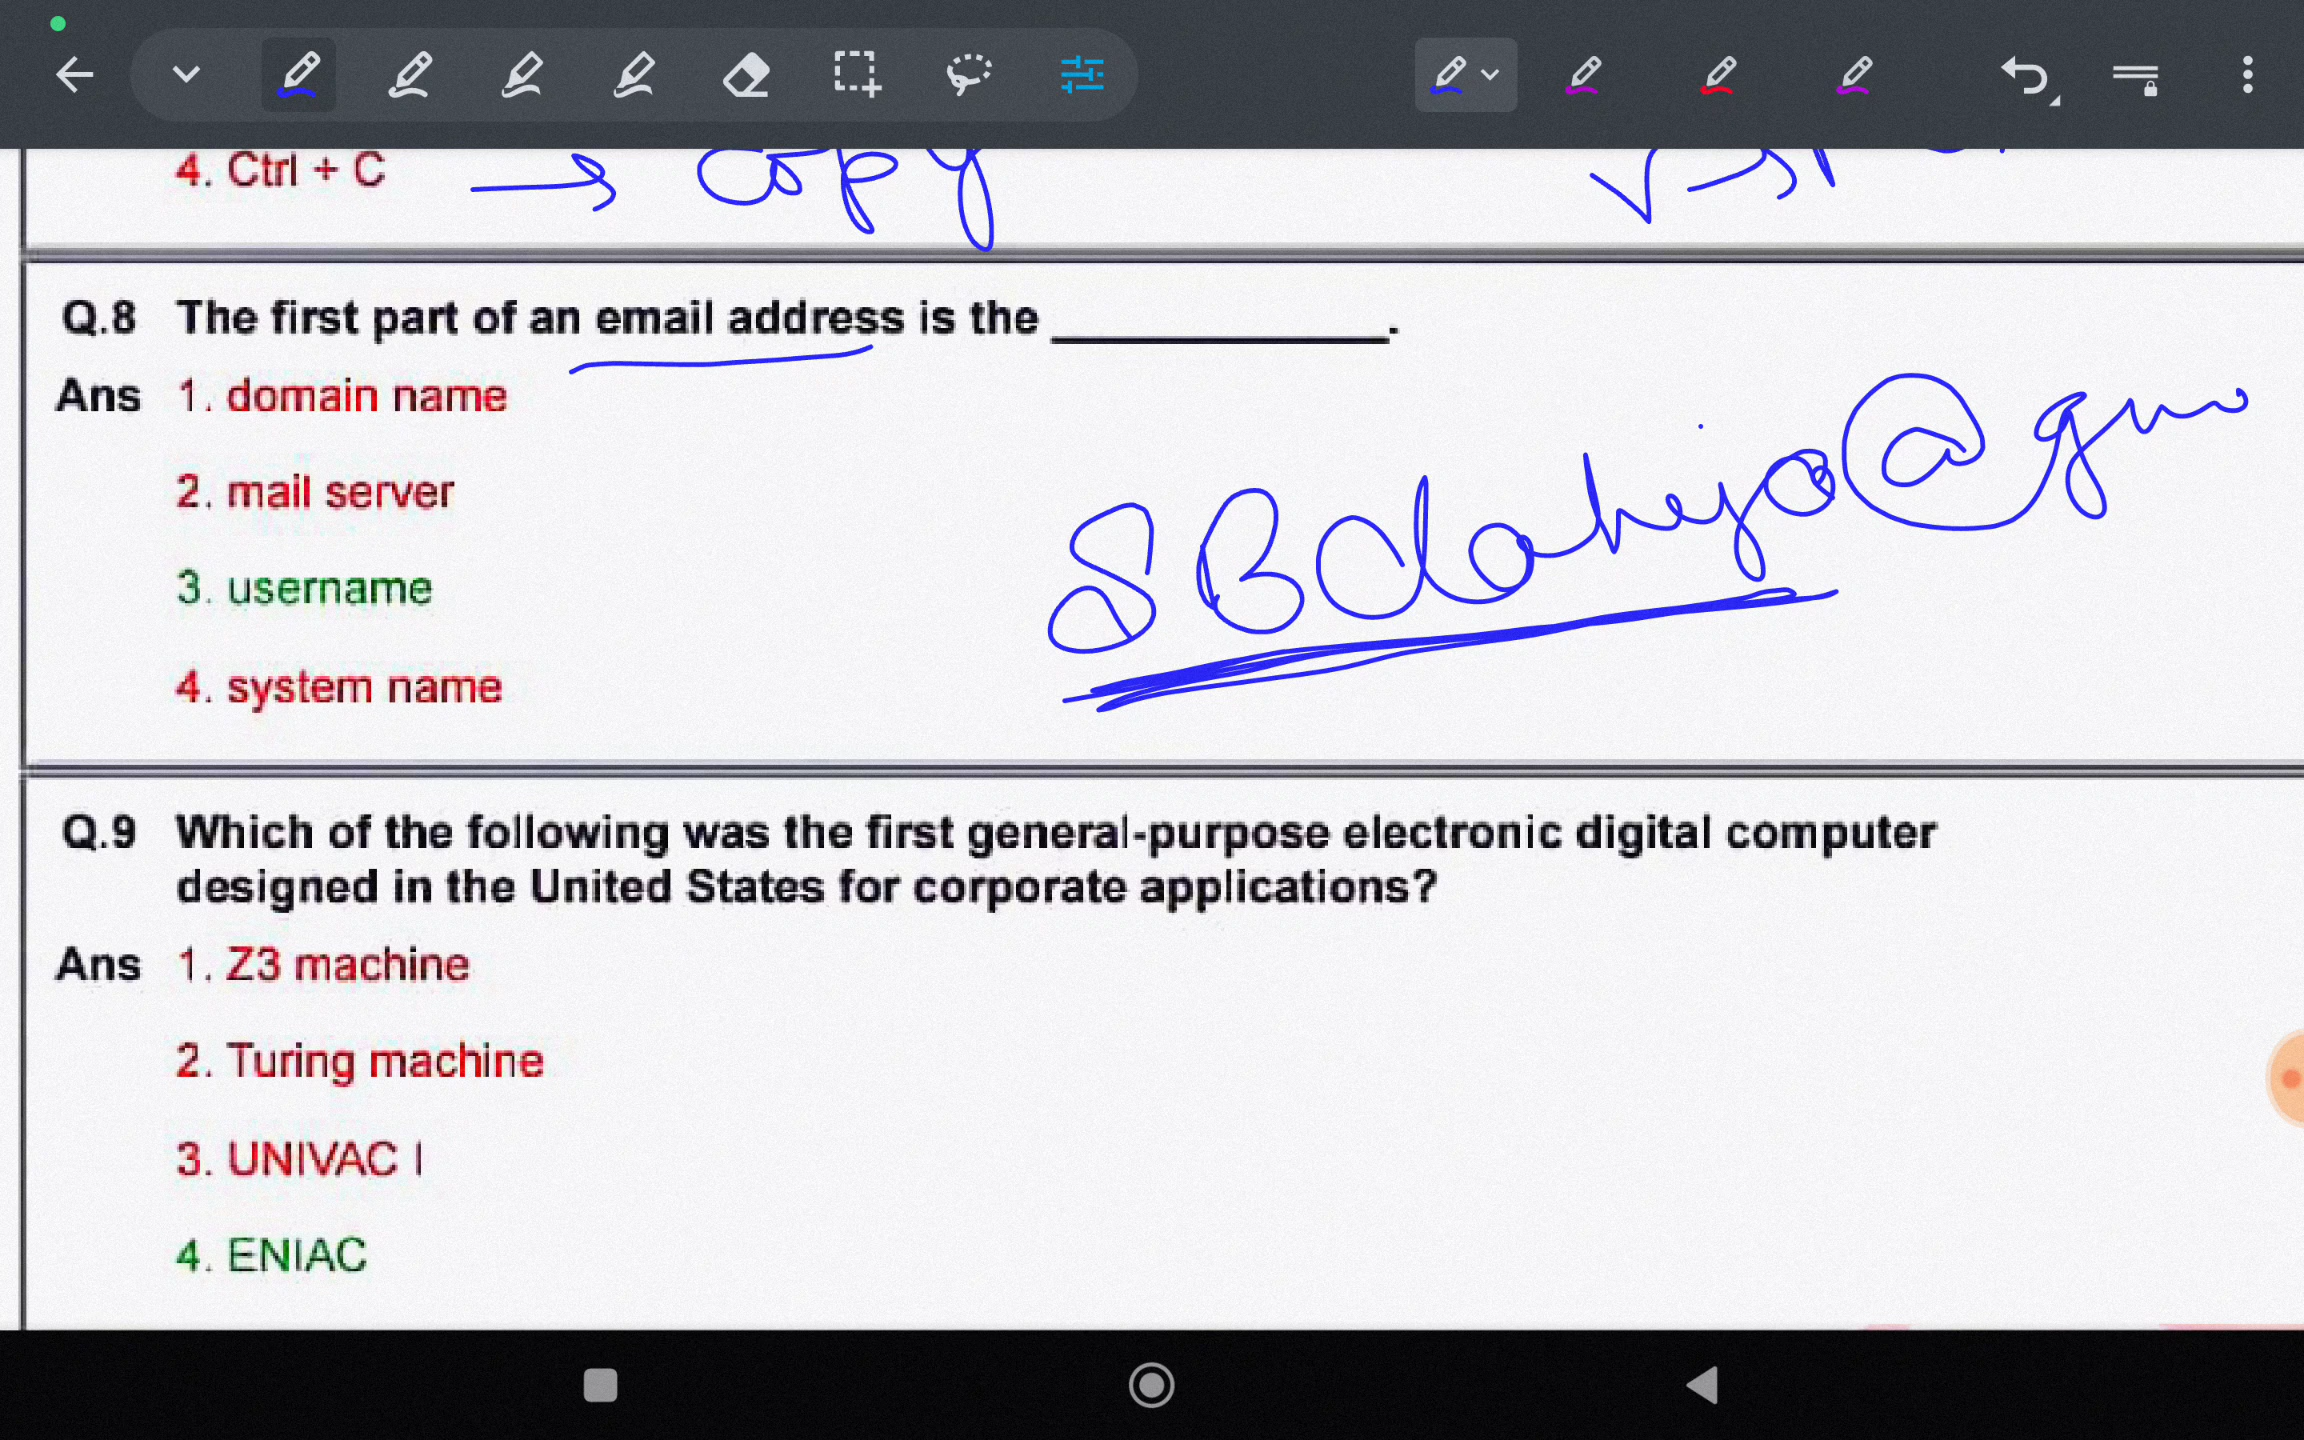 4. Ctrl + C → copy
Q.8 The first part of an email address is the ____________.
Ans 1. domain name
2. mail server
3. username
4. system name
SBdahiya@gm
Q.9 Which of the following was the first general-purpose electronic digital computer
designed in the United States for corporate applications?
Ans 1. Z3 machine
2. Turing machine
3. UNIVAC I
4. ENIAC